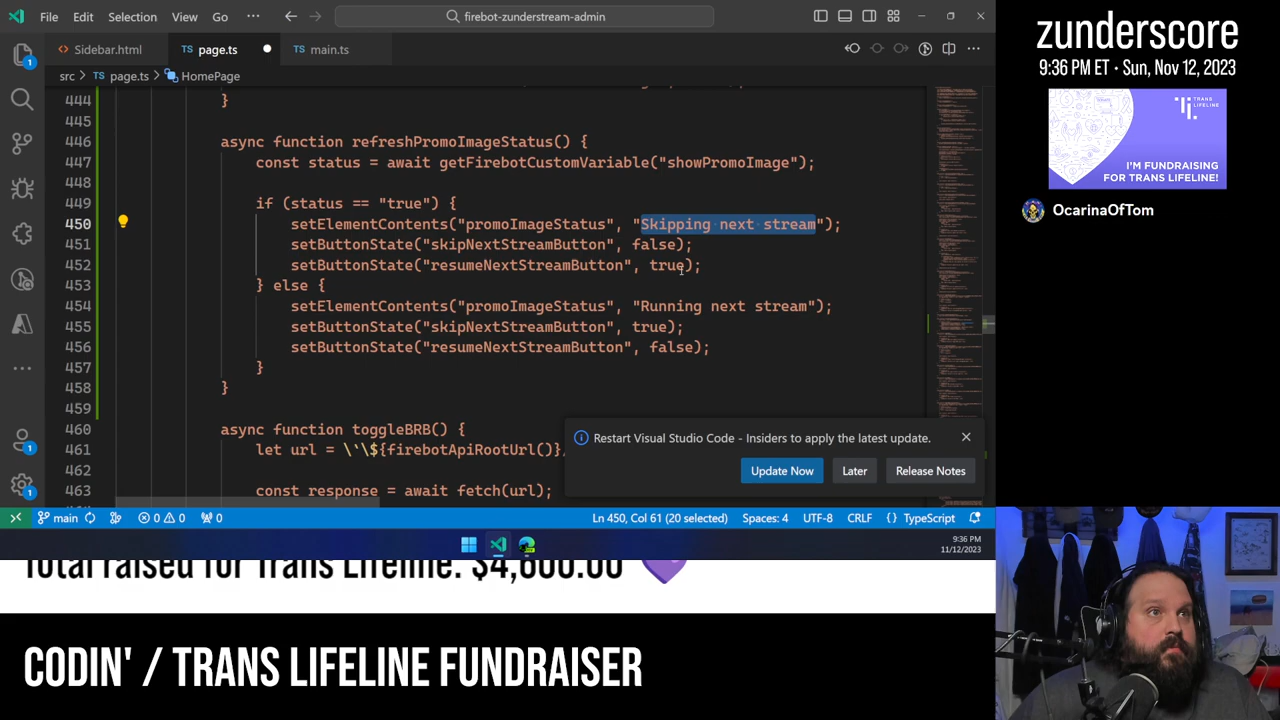 File Edit Selection View Go ··· firebot-zunderstream-admin
Sidebar.html TS page.ts TS main.ts
src > TS page.ts > HomePage
444 }
445
446 async function refreshPromoImageStatus() {
447 const status = await getFirebotCustomVariable("showPromoImage");
448
449 if (status == "true") {
450 setElementContents("promoImageStatus", "Skipping next stream");
451 setButtonState("skipNextStreamButton", false);
452 setButtonState("resumeNextStreamButton", true);
453 } else {
454 setElementContents("promoImageStatus", "Running next stream");
455 setButtonState("skipNextStreamButton", true);
456 setButtonState("resumeNextStreamButton", false);
457 }
458 }
459
460 async function toggleBRB() {
461 let url = \`\${firebotApiRootUrl()}/
462
463 const response = await fetch(url);
Restart Visual Studio Code - Insiders to apply the latest update.
Update Now Later Release Notes
1
1
1
main 0 0 0 Ln 450, Col 61 (20 selected) Spaces: 4 UTF-8 CRLF { } TypeScript
9:36 PM
11/12/2023
Total raised for Trans Lifeline: $4,600.00
CODIN' / TRANS LIFELINE FUNDRAISER
zunderscore
9:36 PM ET • Sun, Nov 12, 2023
TRANS
LIFELINE
I'M FUNDRAISING
FOR TRANS LIFELINE!
OcarinaOfTom